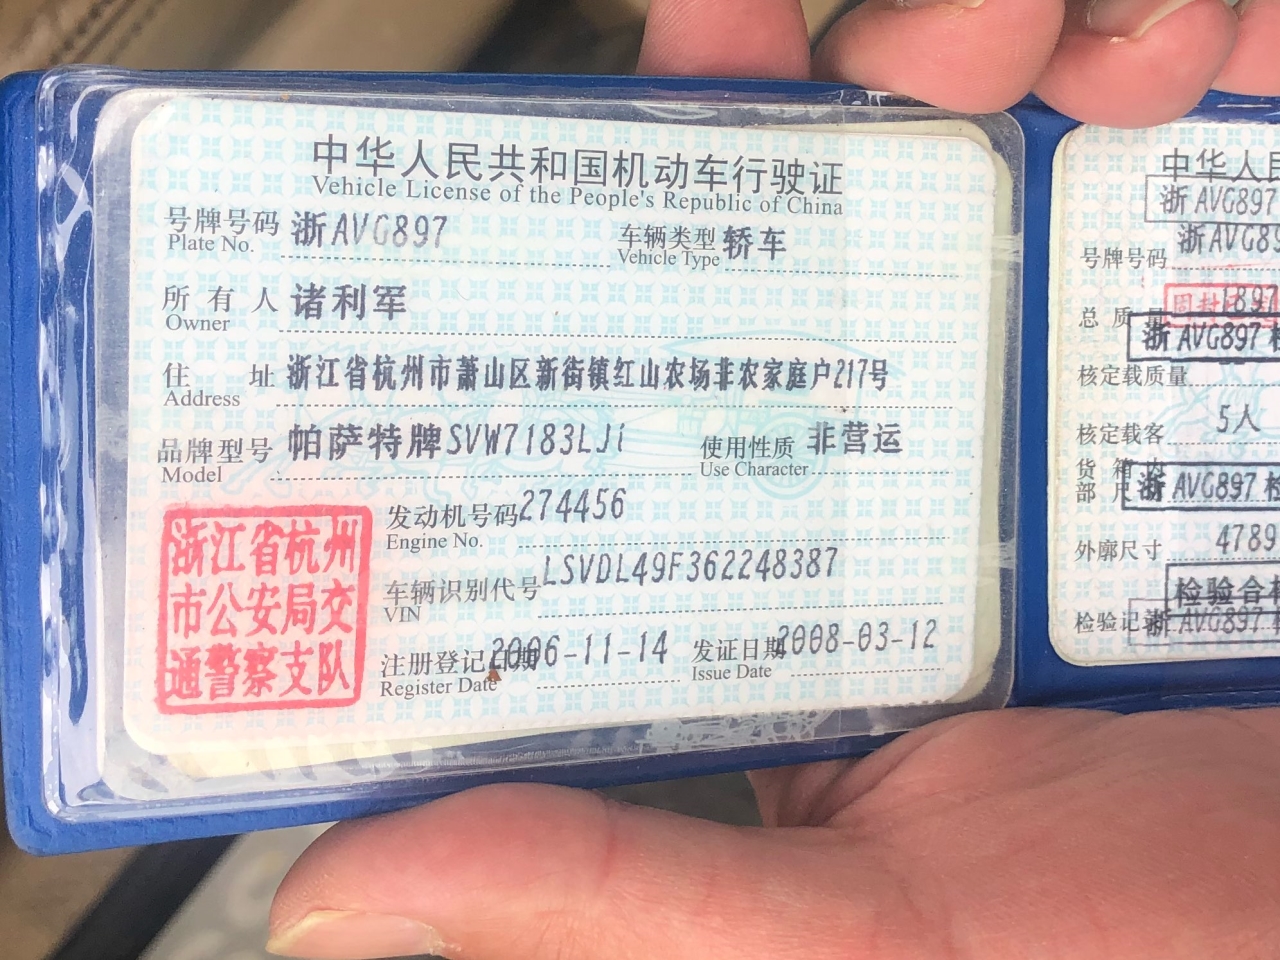 中华人民共和国机动车行驶证
Vehicle License of the People's Republic of China
号牌号码 浙AVG897 车辆类型 轿车
Plate No. Vehicle Type
所有人 诸利军
Owner
住址 浙江省杭州市萧山区新街镇红山农场非农家庭户217号
Address
品牌型号 帕萨特牌SVW7183LJi 使用性质 非营运
Model Use Character
发动机号码 274456
Engine No.
车辆识别代号 LSVDL49F362248387
VIN
注册登记日期 2006-11-14 发证日期 2008-03-12
Register Date Issue Date
浙江省杭州
市公安局交
通警察支队
中华人民
浙AVG897
号牌号码 浙AVG89
总质量 1897
浙AVG897
核定载质量
核定载客 5人
货箱内
部尺
浙AVG897
外廓尺寸 4789
检验合格
检验记录
浙AVG897